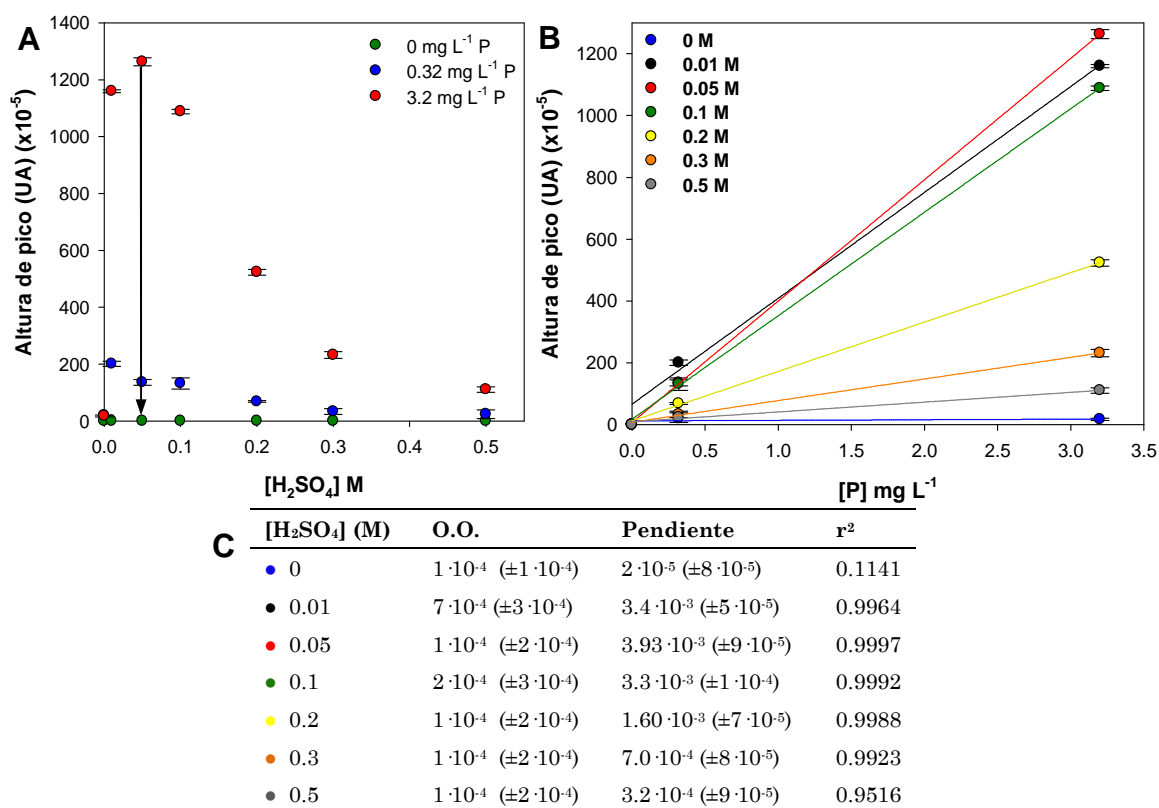 A
1400
1200
1000
800
600
400
200
0
Altura de pico (UA) (x10⁻⁵)
0 mg L⁻¹ P
0.32 mg L⁻¹ P
3.2 mg L⁻¹ P
0.0 0.1 0.2 0.3 0.4 0.5
[H₂SO₄] M
B
1200
1000
800
600
400
200
0
Altura de pico (UA) (x10⁻⁵)
0 M
0.01 M
0.05 M
0.1 M
0.2 M
0.3 M
0.5 M
0.0 0.5 1.0 1.5 2.0 2.5 3.0 3.5
[P] mg L⁻¹
C
[H₂SO₄] (M) O.O. Pendiente r²
0 1·10⁻⁴ (±1·10⁻⁴) 2·10⁻⁵ (±8·10⁻⁵) 0.1141
0.01 7·10⁻⁴ (±3·10⁻⁴) 3.4·10⁻³ (±5·10⁻⁵) 0.9964
0.05 1·10⁻⁴ (±2·10⁻⁴) 3.93·10⁻³ (±9·10⁻⁵) 0.9997
0.1 2·10⁻⁴ (±3·10⁻⁴) 3.3·10⁻³ (±1·10⁻⁴) 0.9992
0.2 1·10⁻⁴ (±2·10⁻⁴) 1.60·10⁻³ (±7·10⁻⁵) 0.9988
0.3 1·10⁻⁴ (±2·10⁻⁴) 7.0·10⁻⁴ (±8·10⁻⁵) 0.9923
0.5 1·10⁻⁴ (±2·10⁻⁴) 3.2·10⁻⁴ (±9·10⁻⁵) 0.9516